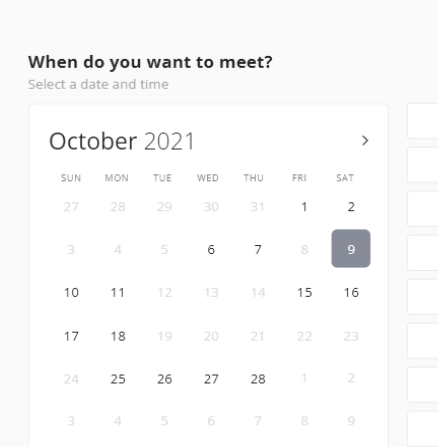 When do you want to meet?
Select a date and time
October 2021 >
SUN MON TUE WED THU FRI SAT
27 28 29 30 31 1 2
3 4 5 6 7 8 9
10 11 12 13 14 15 16
17 18 19 20 21 22 23
24 25 26 27 28 1 2
3 4 5 6 7 8 9